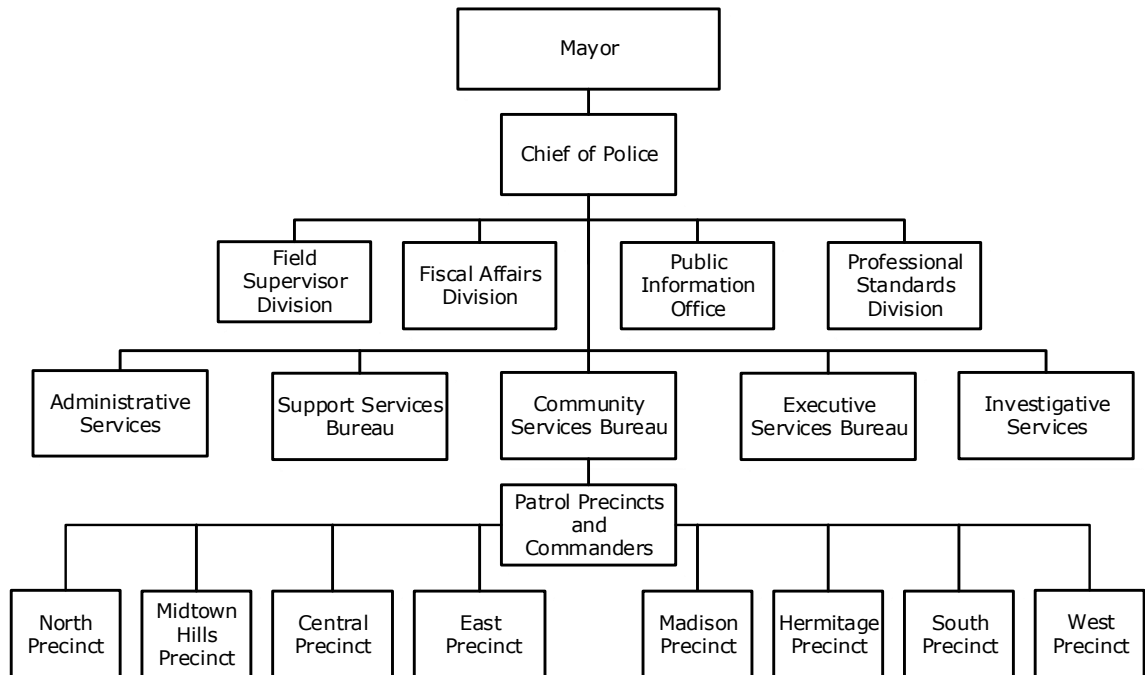 Mayor
Chief of Police
Field
Supervisor
Division
Fiscal Affairs
Division
Public
Information
Office
Professional
Standards
Division
Administrative
Services
Support Services
Bureau
Community
Services Bureau
Executive
Services Bureau
Investigative
Services
Patrol Precincts
and
Commanders
North
Precinct
Midtown
Hills
Precinct
Central
Precinct
East
Precinct
Madison
Precinct
Hermitage
Precinct
South
Precinct
West
Precinct